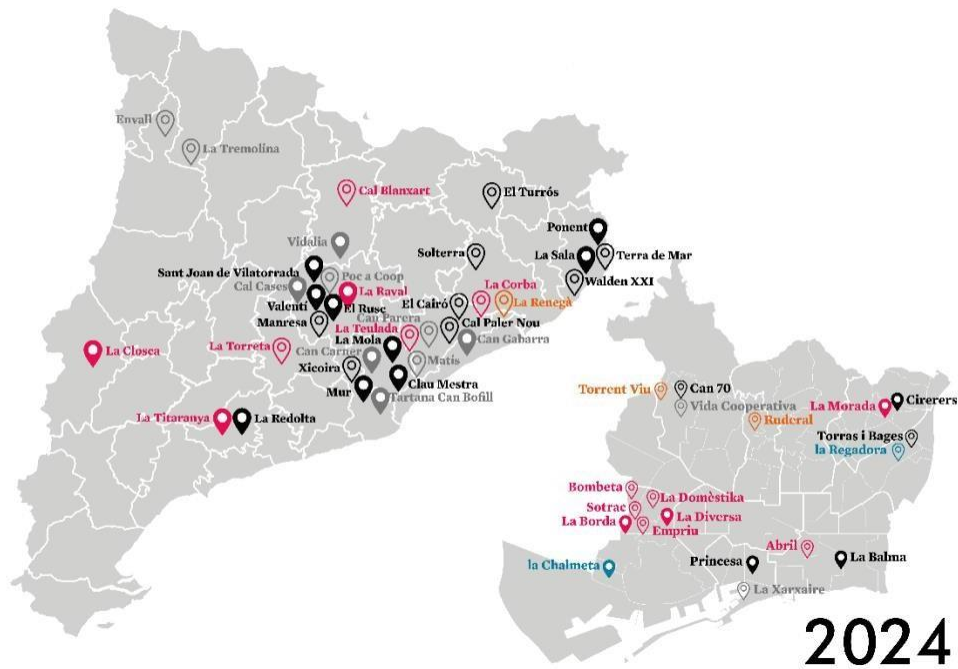 Envall
La Tremolina
Cal Blanxart
El Turrós
Ponent
Vidalia
Solterra
La Sala
Terra de Mar
Sant Joan de Vilatorrada
Poc a Coop
Walden XXI
Cal Cases
La Raval
La Corba
Valentí
El Rusc
El Cairó
La Renegà
Manresa
Can Parera
Cal Paler Nou
La Teulada
La Mola
Can Gabarra
La Closca
La Torreta
Can Carner
Matis
Xicoira
Clau Mestra
Mur
Tartana Can Bofill
La Titaranya
La Redolta
Torrent Viu
Can 70
Vida Cooperativa
La Morada
Cirerers
Ruderal
Torras i Bages
la Regadora
Bombeta
La Domèstika
Sotrac
La Diversa
La Borda
Empriu
Abril
la Chalmeta
Princesa
La Balma
La Xarxaire
2024